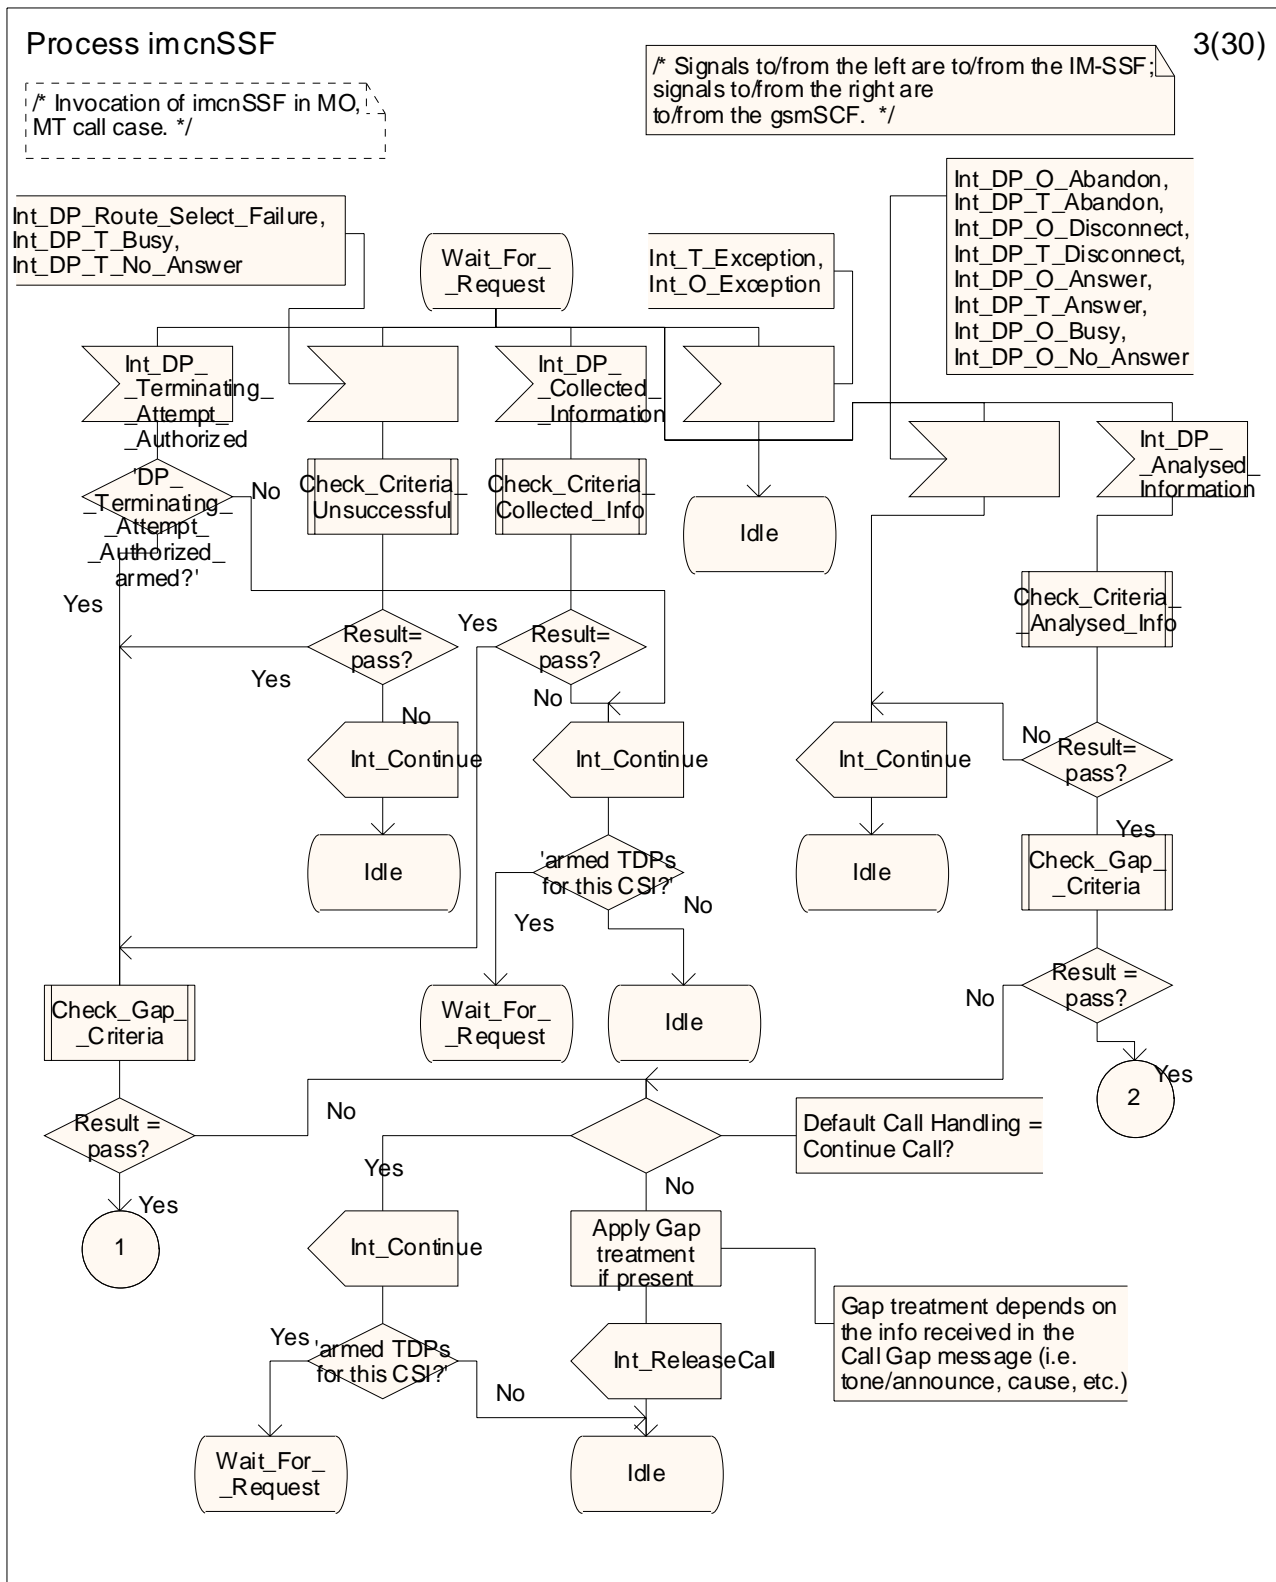 Process imcnSSF
3(30)
/* Invocation of imcnSSF in MO,
MT call case. */
/* Signals to/from the left are to/from the IM-SSF;
signals to/from the right are
to/from the gsmSCF. */
Int_DP_Route_Select_Failure,
Int_DP_T_Busy,
Int_DP_T_No_Answer
Wait_For_
_Request
Int_T_Exception,
Int_O_Exception
Int_DP_O_Abandon,
Int_DP_T_Abandon,
Int_DP_O_Disconnect,
Int_DP_T_Disconnect,
Int_DP_O_Answer,
Int_DP_T_Answer,
Int_DP_O_Busy,
Int_DP_O_No_Answer
Int_DP_
_Terminating_
_Attempt_
_Authorized
Int_DP_
_Collected_
_Information
Int_DP_
_Analysed_
Information
'DP_
_Terminating_
_Attempt_
_Authorized_
armed?'
No
Yes
Check_Criteria_
Unsuccessful
Check_Criteria_
Collected_Info
Idle
Check_Criteria_
_Analysed_Info
Result=
pass?
Yes
No
Result=
pass?
Yes
No
Result=
pass?
No
Yes
Int_Continue
Int_Continue
Int_Continue
Idle
'armed TDPs
for this CSI?'
Yes
No
Idle
Check_Gap_
_Criteria
Wait_For_
_Request
Idle
Result =
pass?
No
Yes
2
Check_Gap_
_Criteria
Result =
pass?
No
Yes
1
Default Call Handling =
Continue Call?
Yes
No
Int_Continue
Apply Gap
treatment
if present
Gap treatment depends on
the info received in the
Call Gap message (i.e.
tone/announce, cause, etc.)
'armed TDPs
for this CSI?'
Yes
No
Int_ReleaseCall
Wait_For_
_Request
Idle